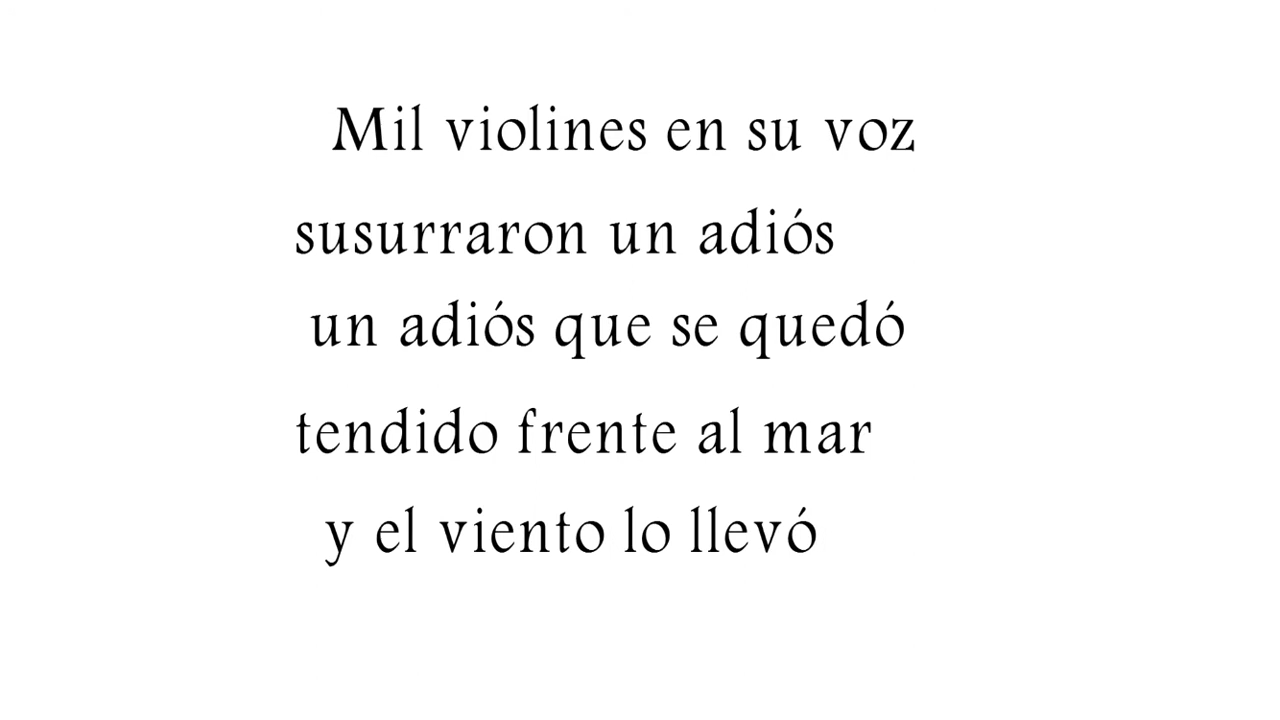 Mil violines en su voz
susurraron un adiós
un adiós que se quedó
tendido frente al mar
y el viento lo llevó